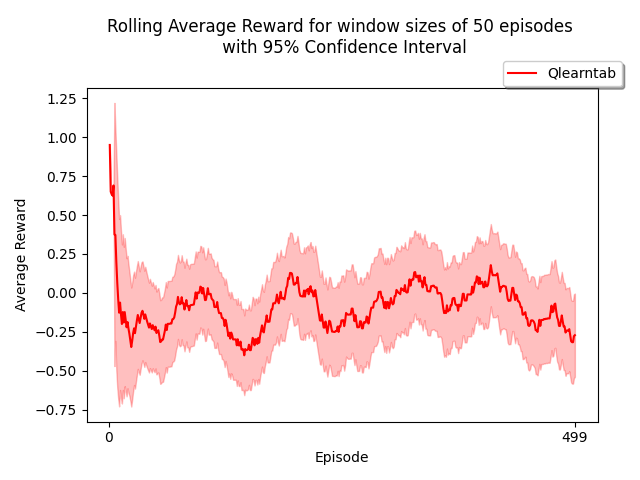 Rolling Average Reward for window sizes of 50 episodes
with 95% Confidence Interval
Qlearntab
1.25
1.00
0.75
0.50
0.25
0.00
−0.25
−0.50
−0.75
Average Reward
0
499
Episode